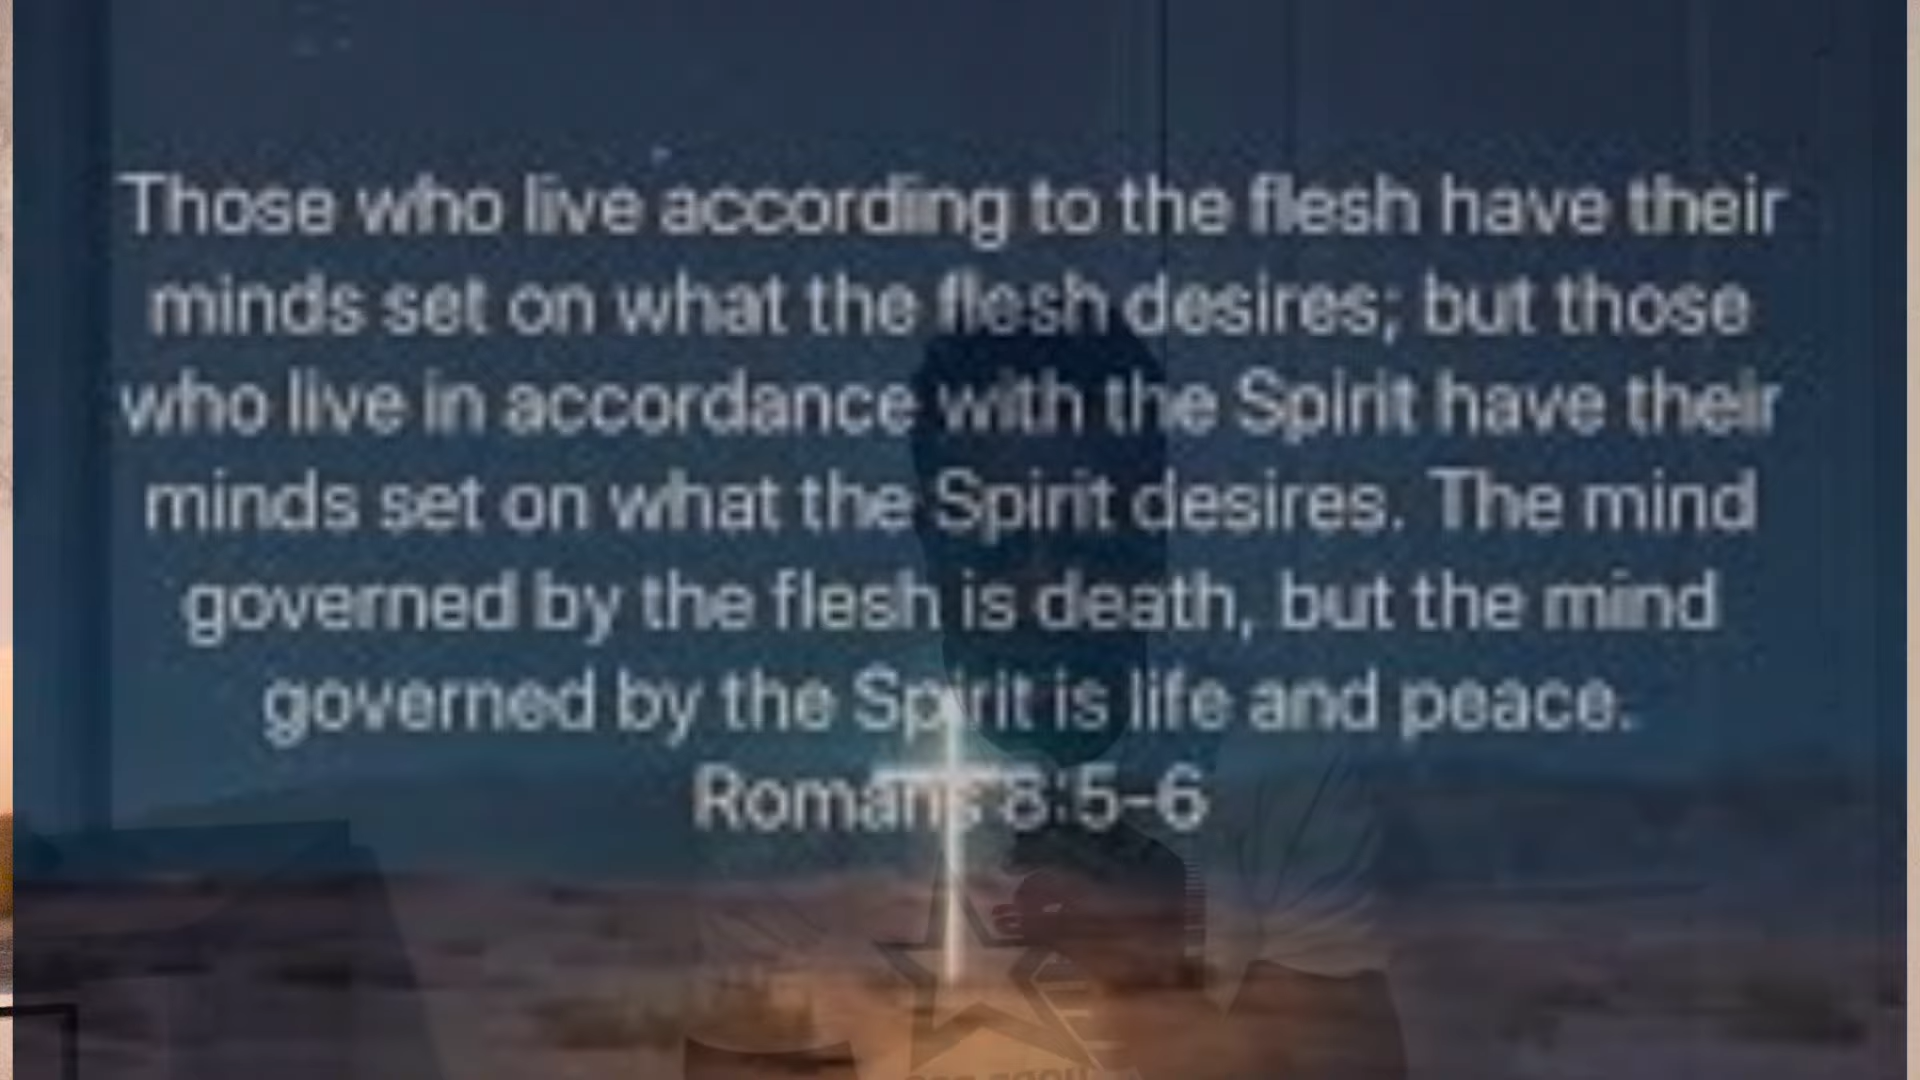 Those who live according to the flesh have their
minds set on what the flesh desires; but those
who live in accordance with the Spirit have their
minds set on what the Spirit desires. The mind
governed by the flesh is death, but the mind
governed by the Spirit is life and peace.
Romans 8:5-6